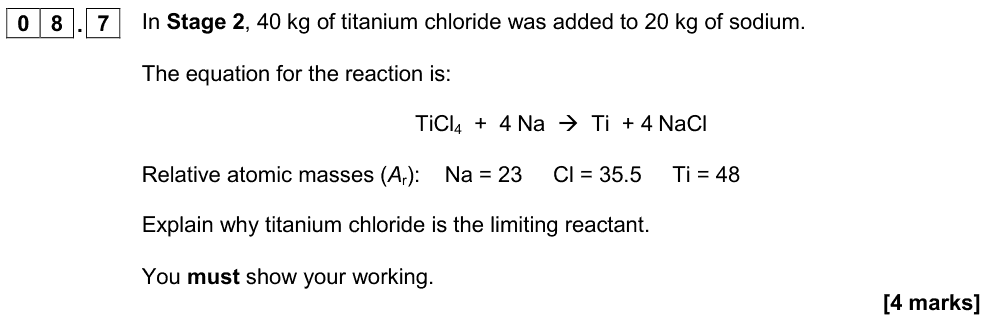 0 8 . 7 In Stage 2, 40 kg of titanium chloride was added to 20 kg of sodium.
The equation for the reaction is:
TiCl₄ + 4 Na → Ti + 4 NaCl
Relative atomic masses (Aᵣ): Na = 23 Cl = 35.5 Ti = 48
Explain why titanium chloride is the limiting reactant.
You must show your working.
[4 marks]